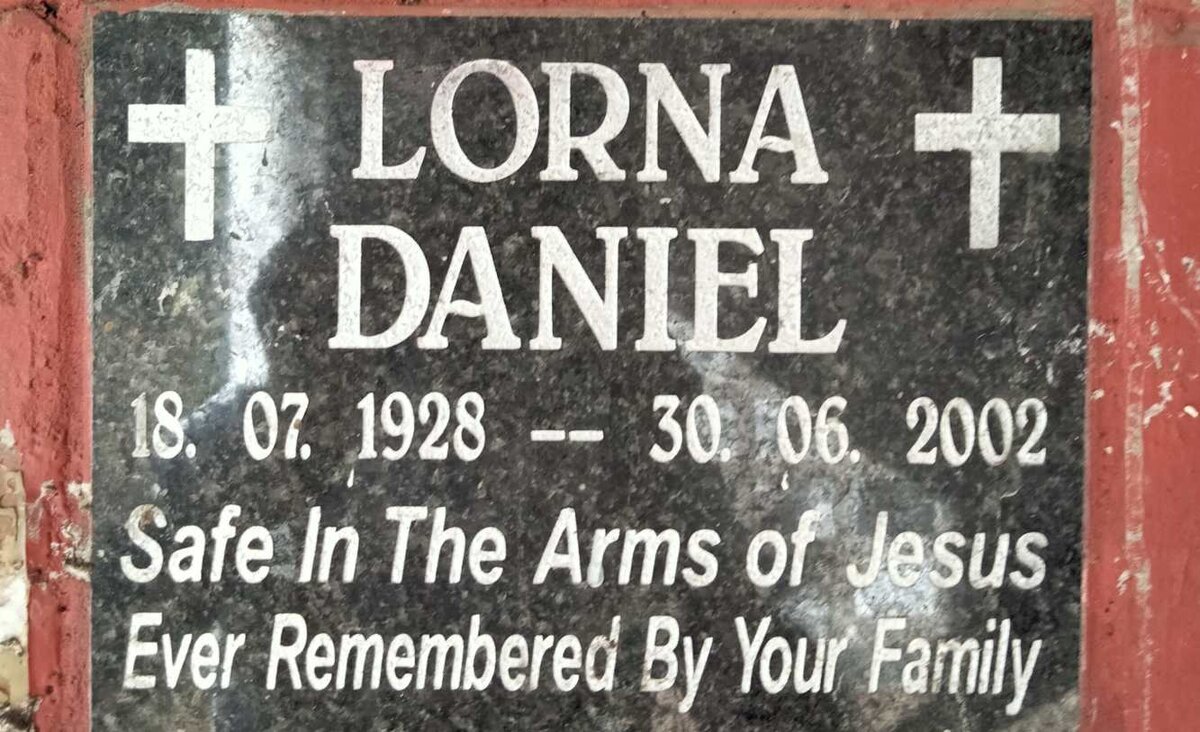 LORNA
DANIEL
18. 07. 1928 -- 30. 06. 2002
Safe In The Arms of Jesus
Ever Remembered By Your Family